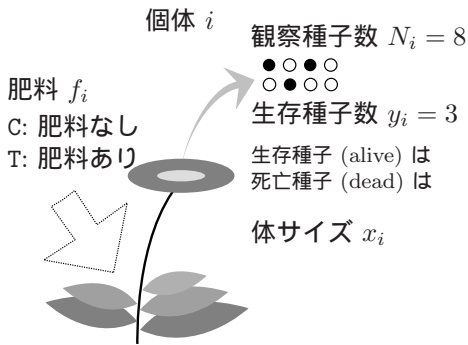 個体 i
観察種子数 N_i = 8
肥料 f_i
C: 肥料なし
T: 肥料あり
生存種子数 y_i = 3
生存種子 (alive) は
死亡種子 (dead) は
体サイズ x_i